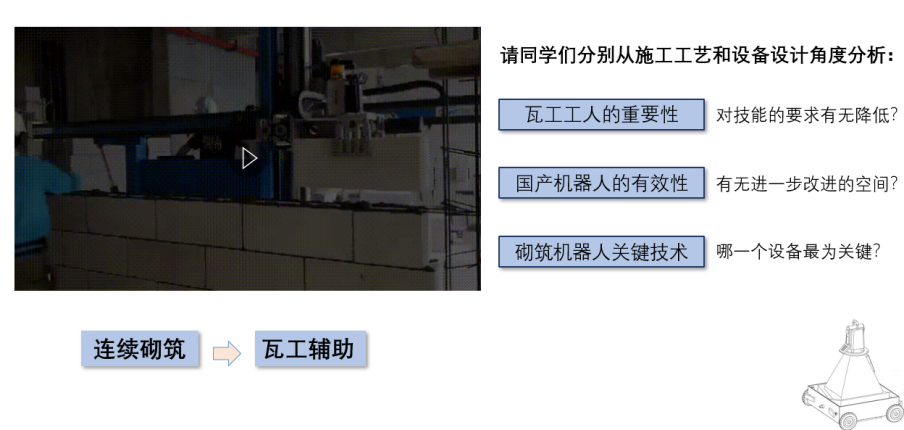 请同学们分别从施工工艺和设备设计角度分析：
瓦工工人的重要性 对技能的要求有无降低？
国产机器人的有效性 有无进一步改进的空间？
砌筑机器人关键技术 哪一个设备最为关键？
连续砌筑 瓦工辅助